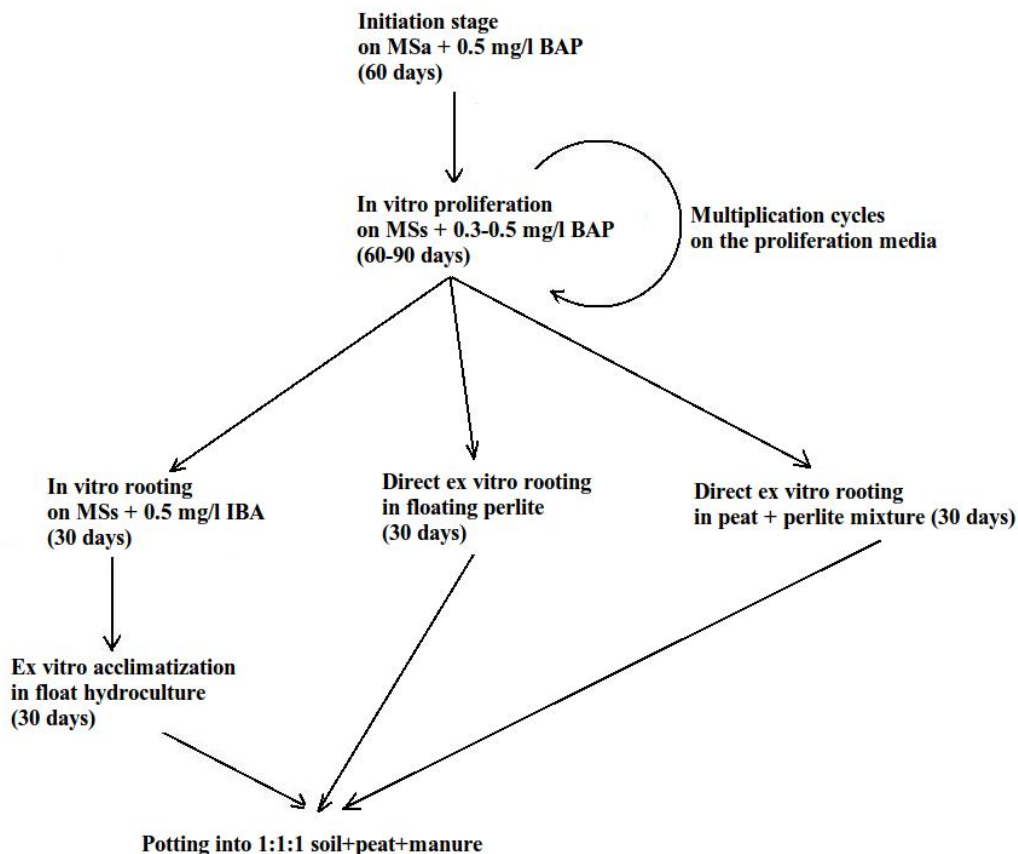 Initiation stage
on MSa + 0.5 mg/l BAP
(60 days)
In vitro proliferation
on MSs + 0.3-0.5 mg/l BAP
(60-90 days)
Multiplication cycles
on the proliferation media
In vitro rooting
on MSs + 0.5 mg/l IBA
(30 days)
Direct ex vitro rooting
in floating perlite
(30 days)
Direct ex vitro rooting
in peat + perlite mixture (30 days)
Ex vitro acclimatization
in float hydroculture
(30 days)
Potting into 1:1:1 soil+peat+manure